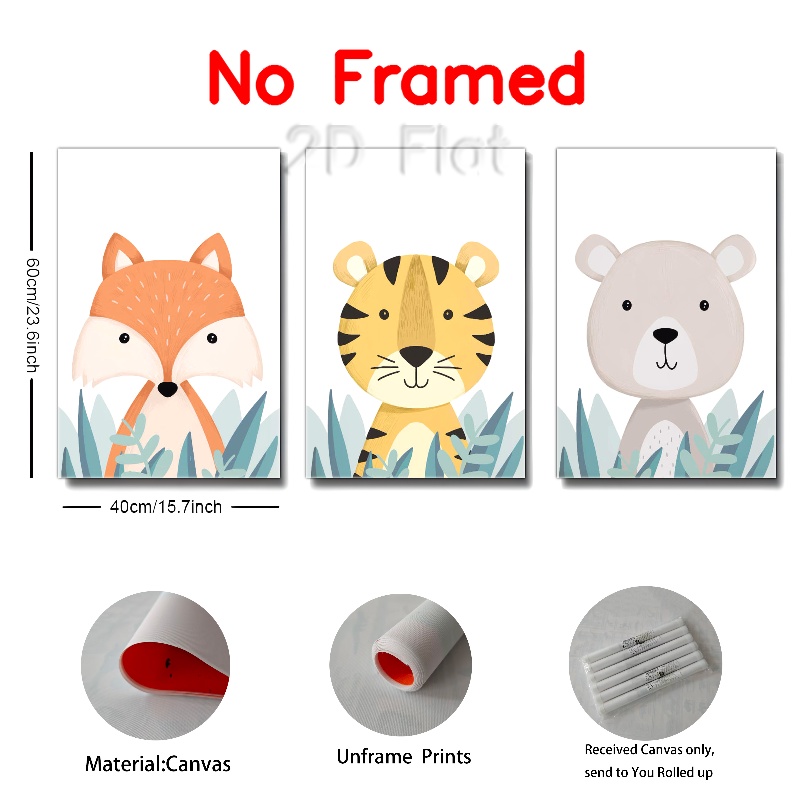 No Framed
2D Flat
60cm/23.6inch
40cm/15.7inch
Material:Canvas
Unframe Prints
Received Canvas only,
send to You Rolled up